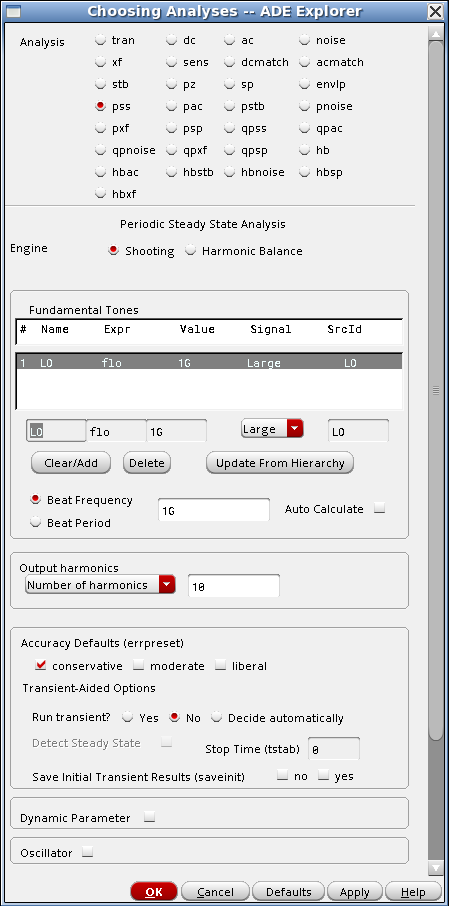 Choosing Analyses -- ADE Explorer
Analysis tran dc ac noise
xf sens dcmatch acmatch
stb pz sp envlp
pss pac pstb pnoise
pxf psp qpss qpac
qpnoise qpxf qpsp hb
hbac hbstb hbnoise hbsp
hbxf
Periodic Steady State Analysis
Engine Shooting Harmonic Balance
Fundamental Tones
# Name Expr Value Signal SrcId
1 LO flo 1G Large LO
LO flo 1G Large LO
Clear/Add Delete Update From Hierarchy
Beat Frequency
Beat Period
1G Auto Calculate
Output harmonics
Number of harmonics 10
Accuracy Defaults (errpreset)
conservative moderate liberal
Transient-Aided Options
Run transient? Yes No Decide automatically
Detect Steady State Stop Time (tstab) 0
Save Initial Transient Results (saveinit) no yes
Dynamic Parameter
Oscillator
OK Cancel Defaults Apply Help